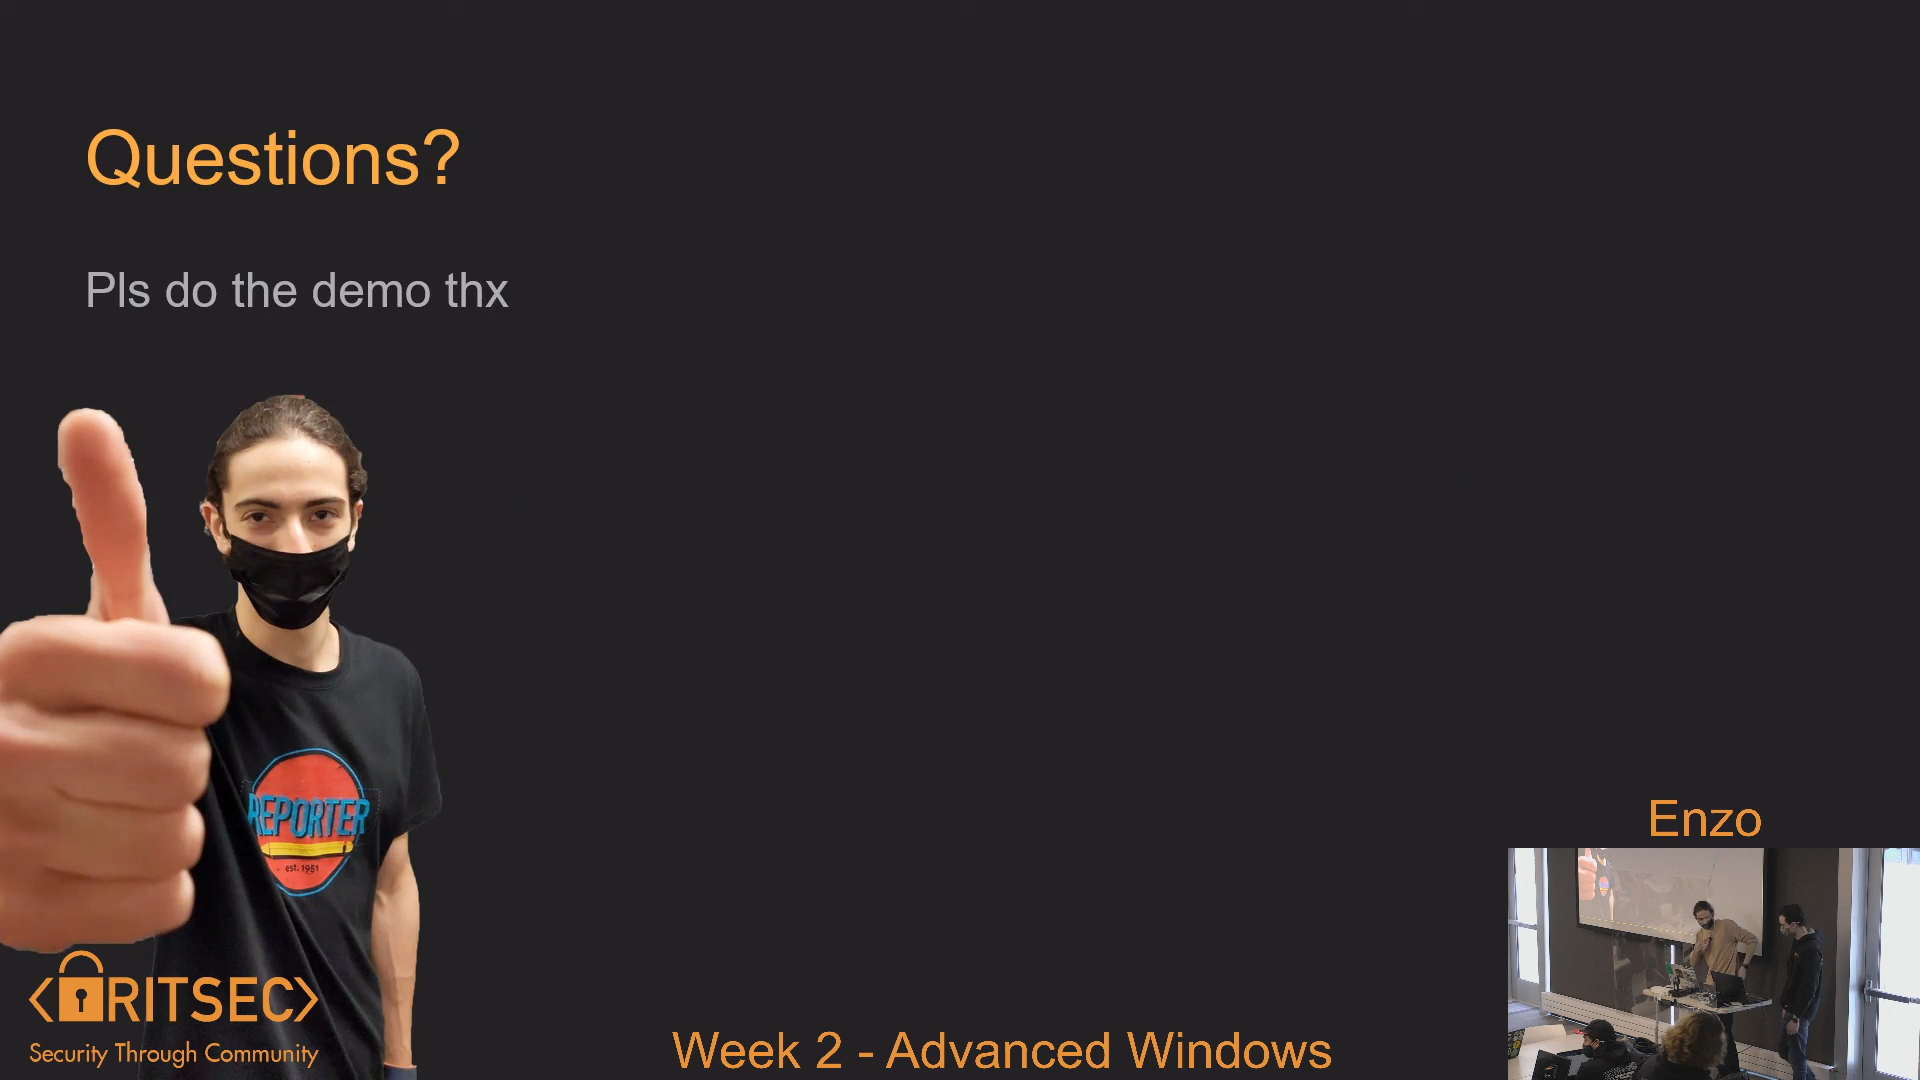 Questions?
Pls do the demo thx
REPORTER
est. 1951
<RITSEC>
Security Through Community
Week 2 - Advanced Windows
Enzo